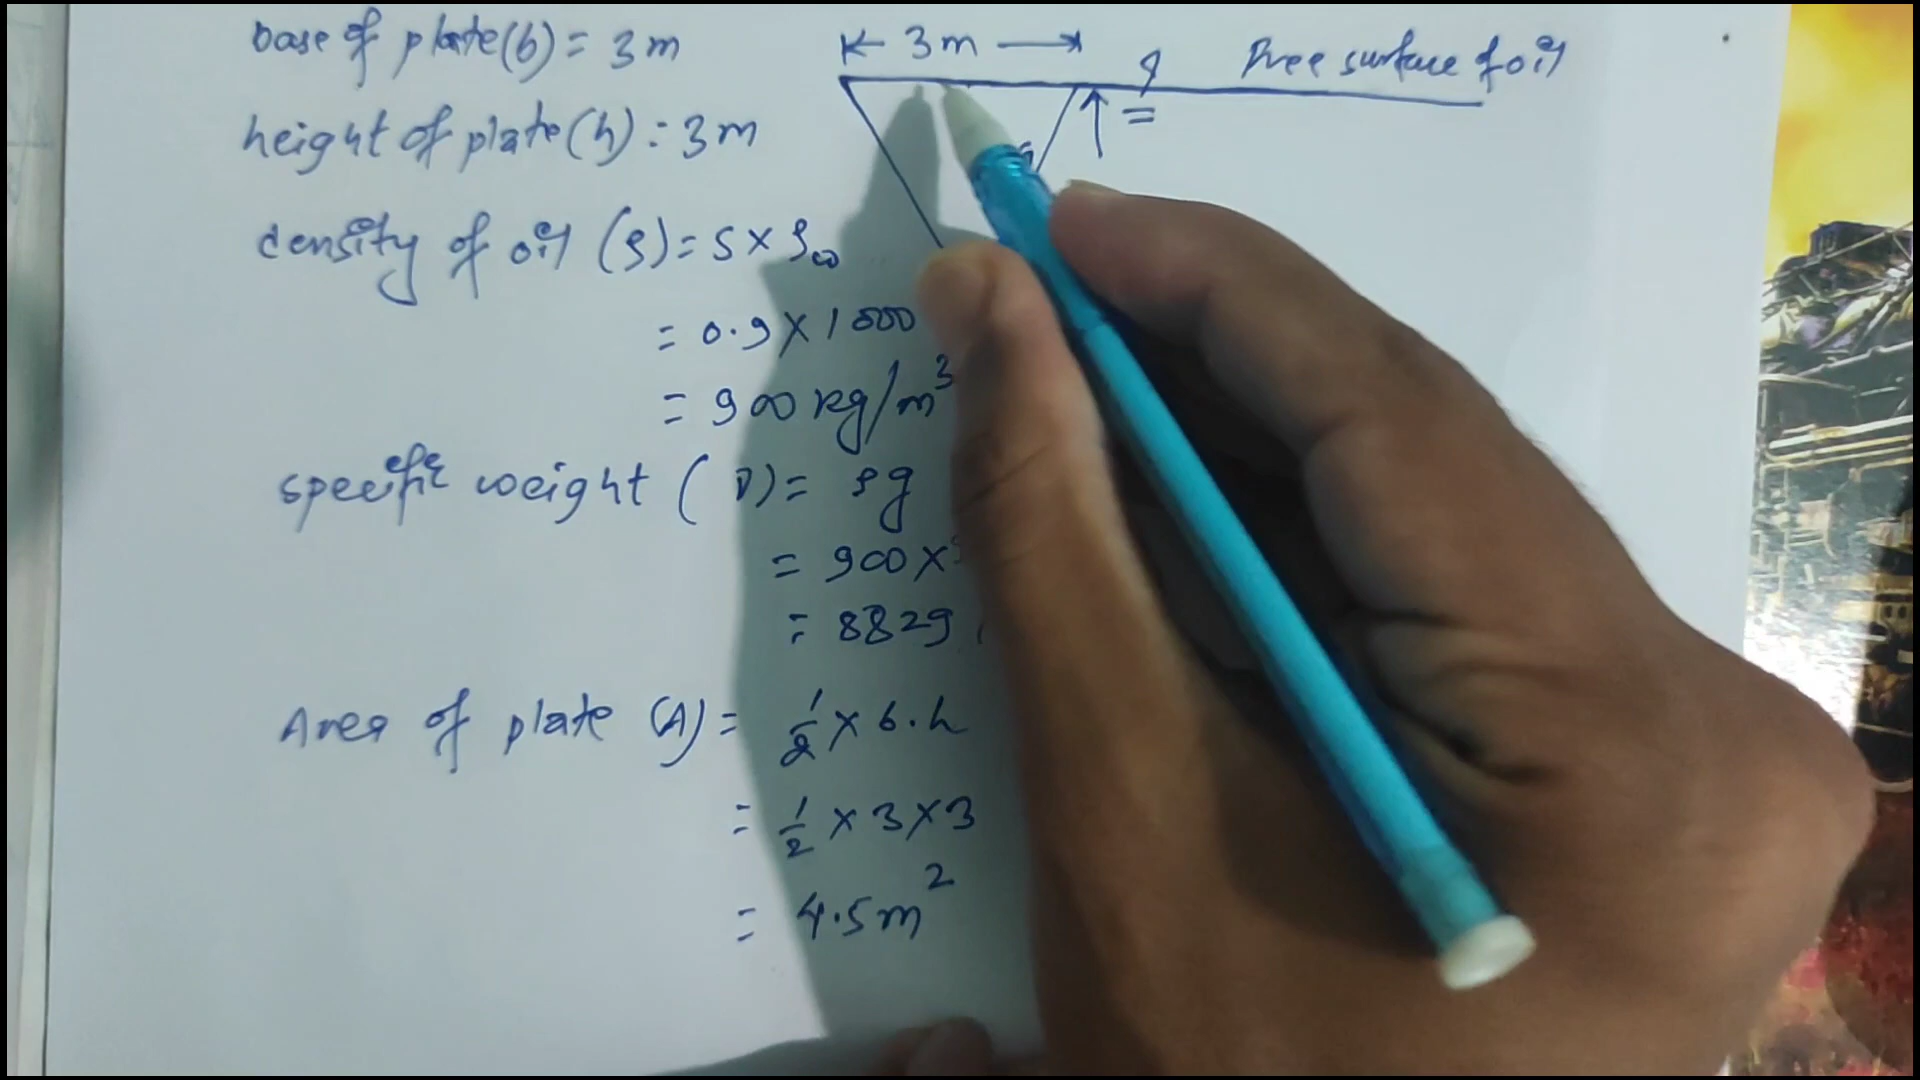 base of plate (b) = 3m
height of plate (h) = 3m
density of oil (ρ) = S × ρω
= 0.9 × 1000
= 900 kg/m³
specific weight ( ) = ρg
= 900 ×
= 8829
Area of plate (A) = 1/2 × b.h
= 1/2 × 3 × 3
= 4.5 m²
3m
Free surface of oil
=